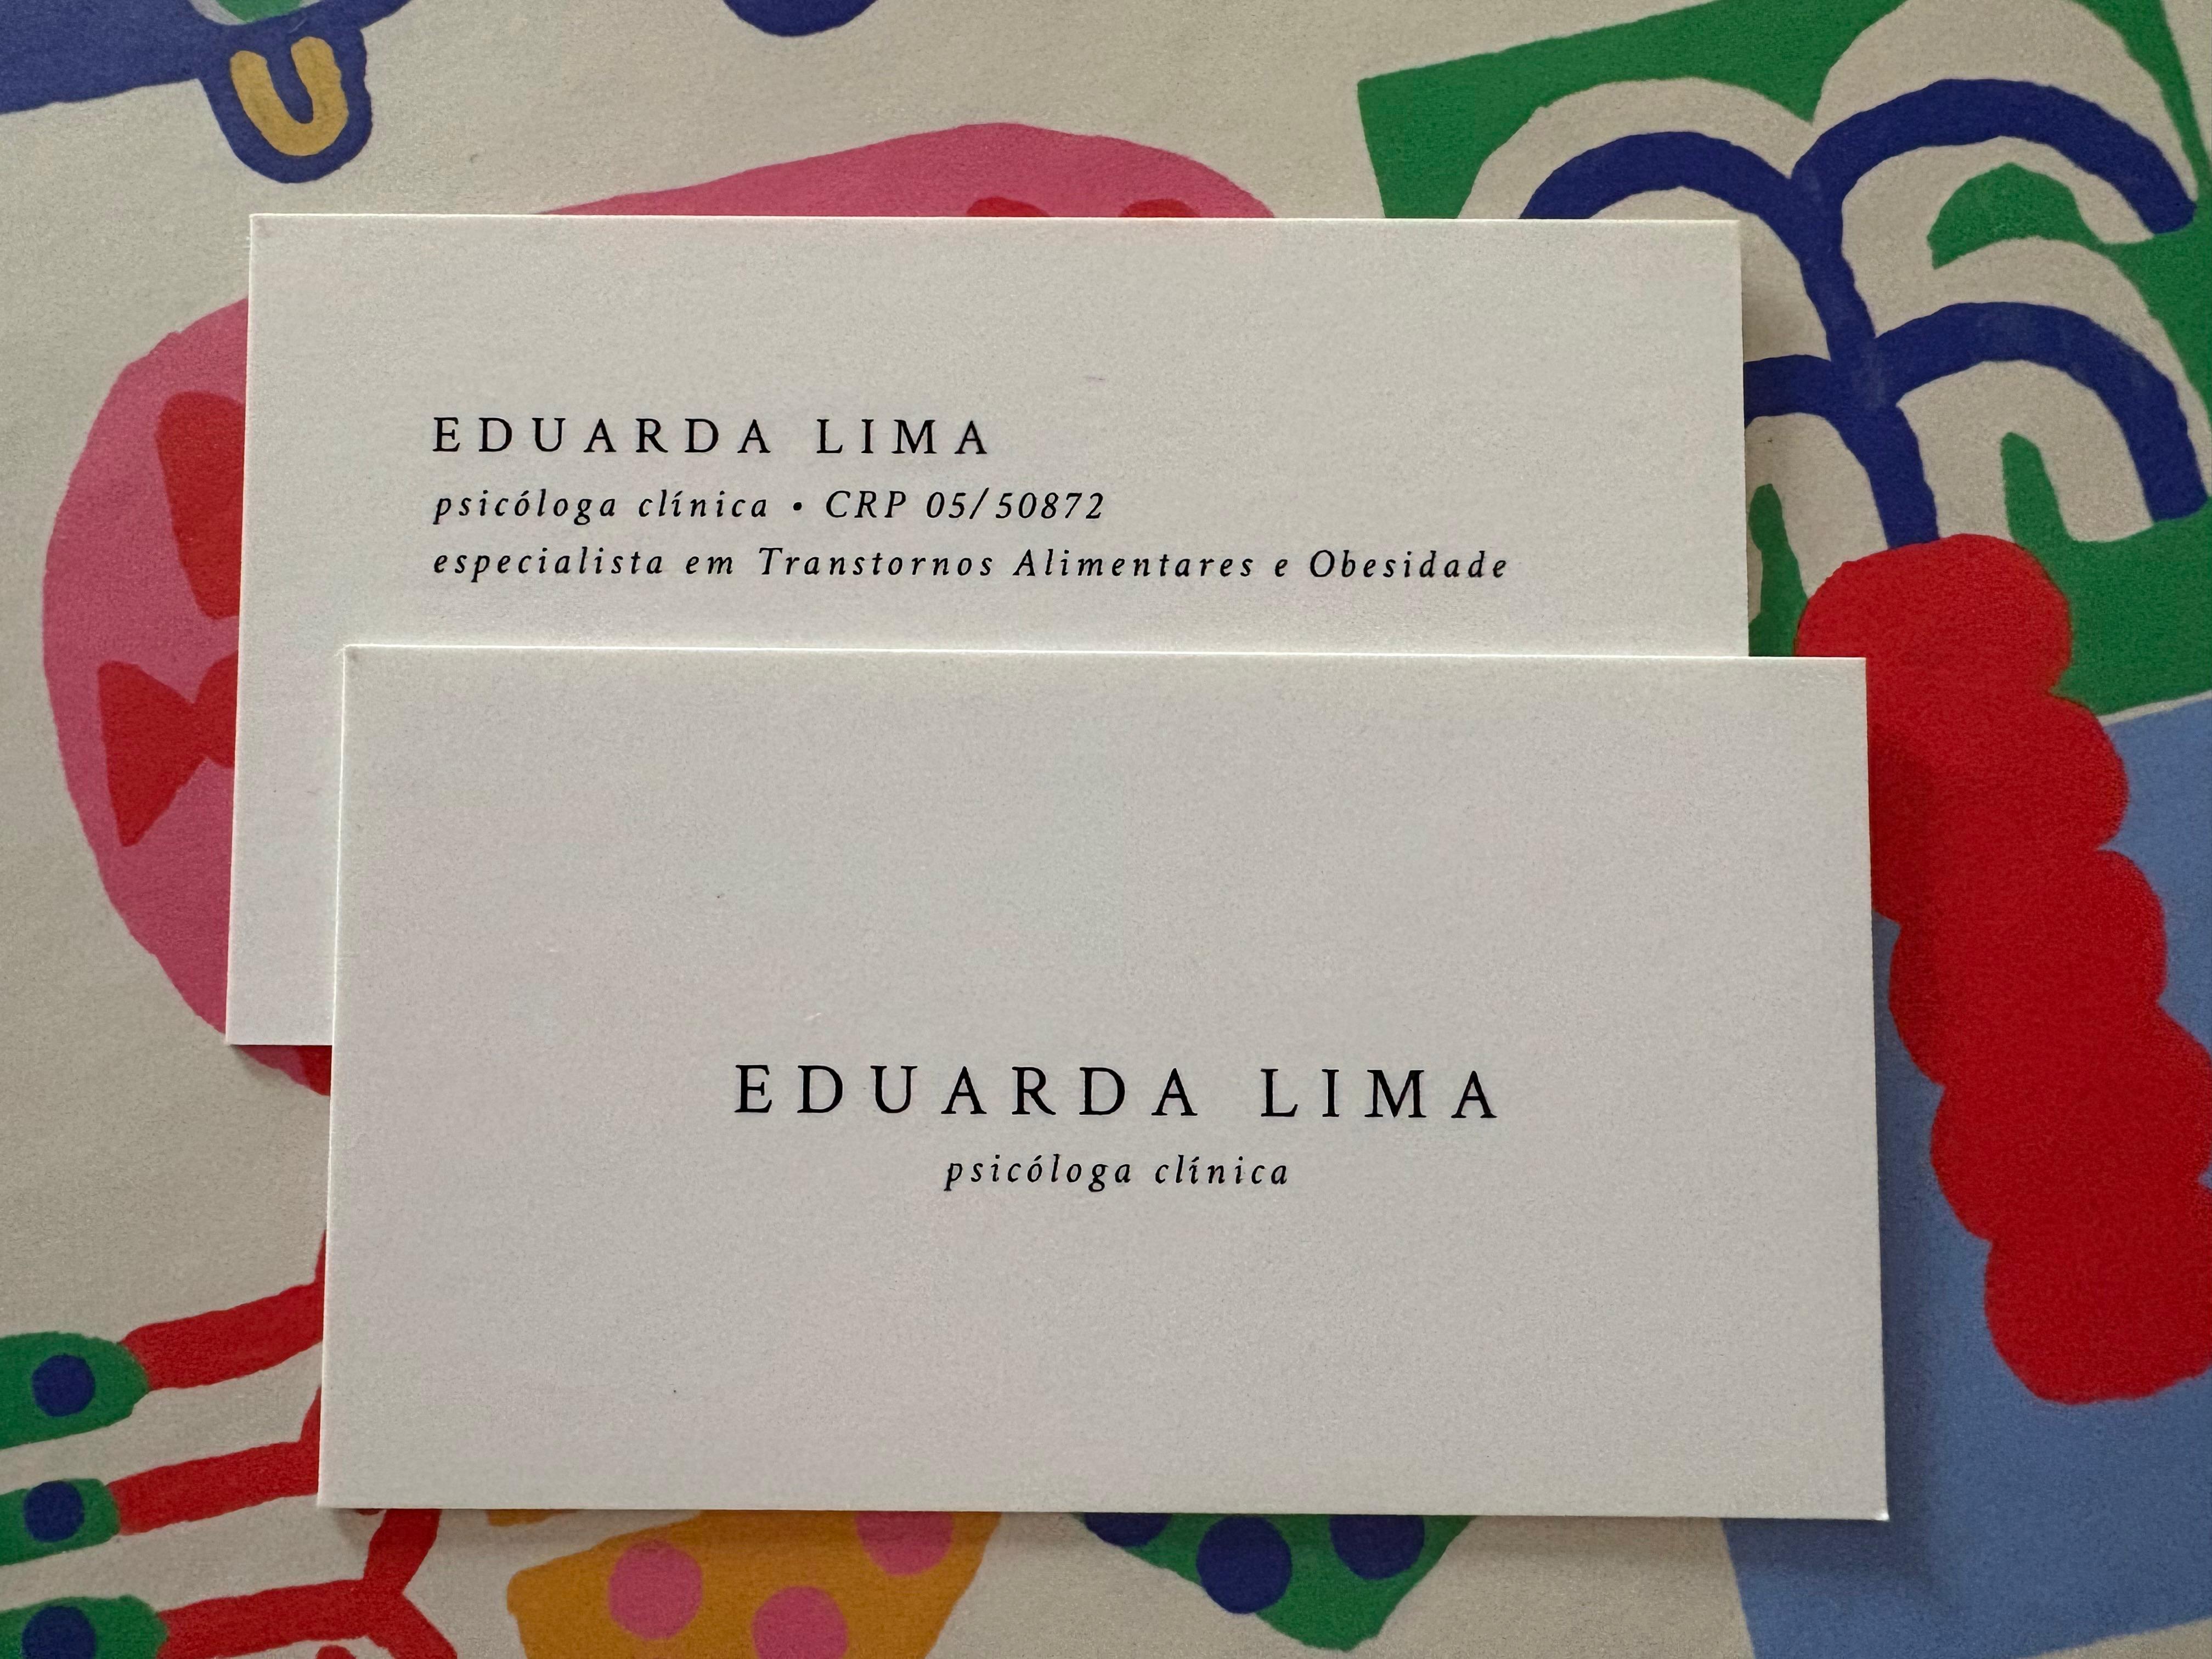 EDUARDA LIMA
psicóloga clínica • CRP 05/50872
especialista em Transtornos Alimentares e Obesidade
EDUARDA LIMA
psicóloga clínica